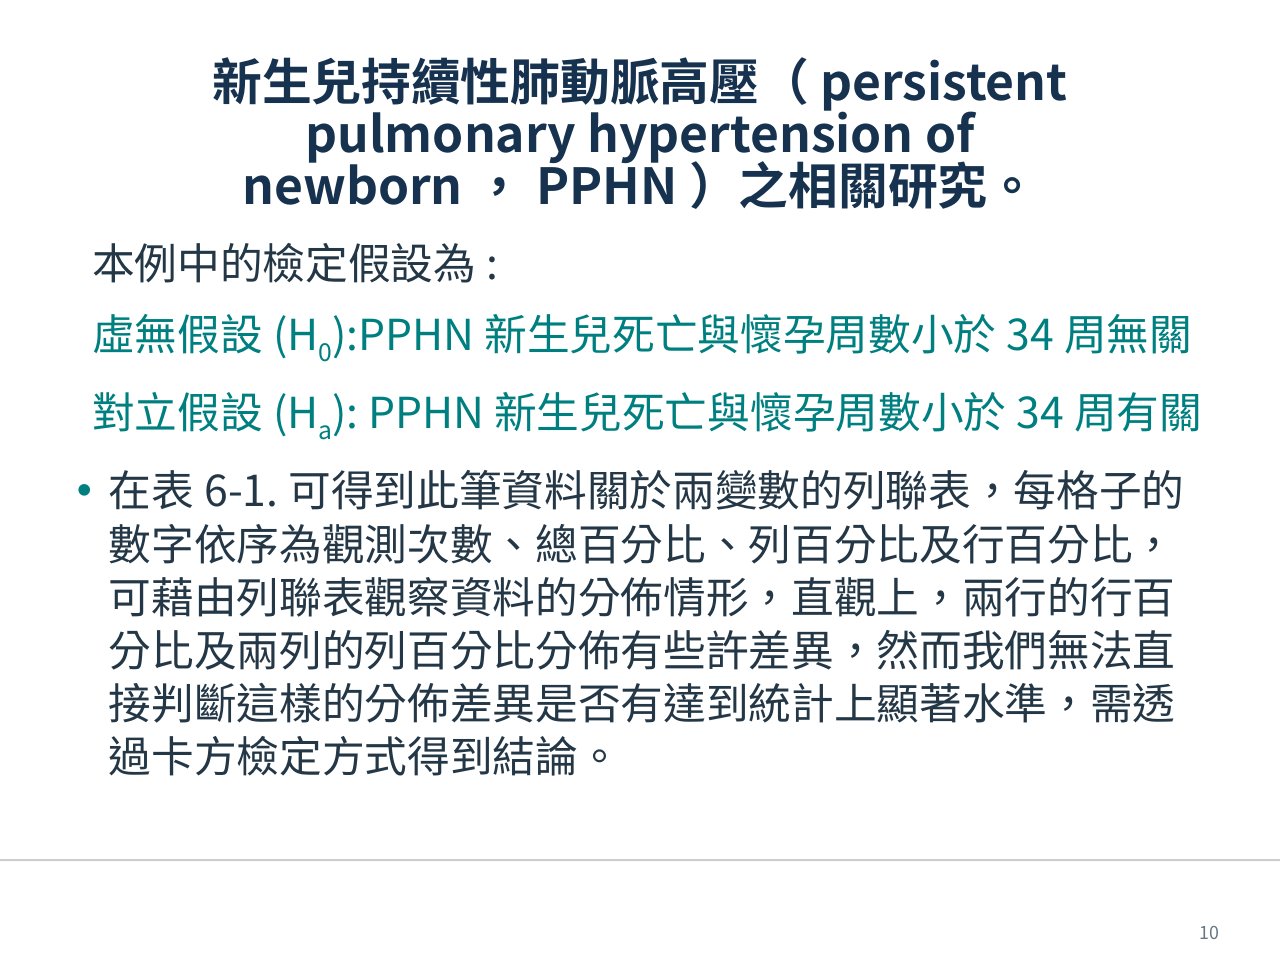 新生兒持續性肺動脈高壓（ persistent
pulmonary hypertension of
newborn ， PPHN ）之相關研究。
本例中的檢定假設為 :
虛無假設 (H0):PPHN 新生兒死亡與懷孕周數小於 34 周無關
對立假設 (Ha): PPHN 新生兒死亡與懷孕周數小於 34 周有關
• 在表 6-1. 可得到此筆資料關於兩變數的列聯表，每格子的
數字依序為觀測次數、總百分比、列百分比及行百分比，
可藉由列聯表觀察資料的分佈情形，直觀上，兩行的行百
分比及兩列的列百分比分佈有些許差異，然而我們無法直
接判斷這樣的分佈差異是否有達到統計上顯著水準，需透
過卡方檢定方式得到結論。
10